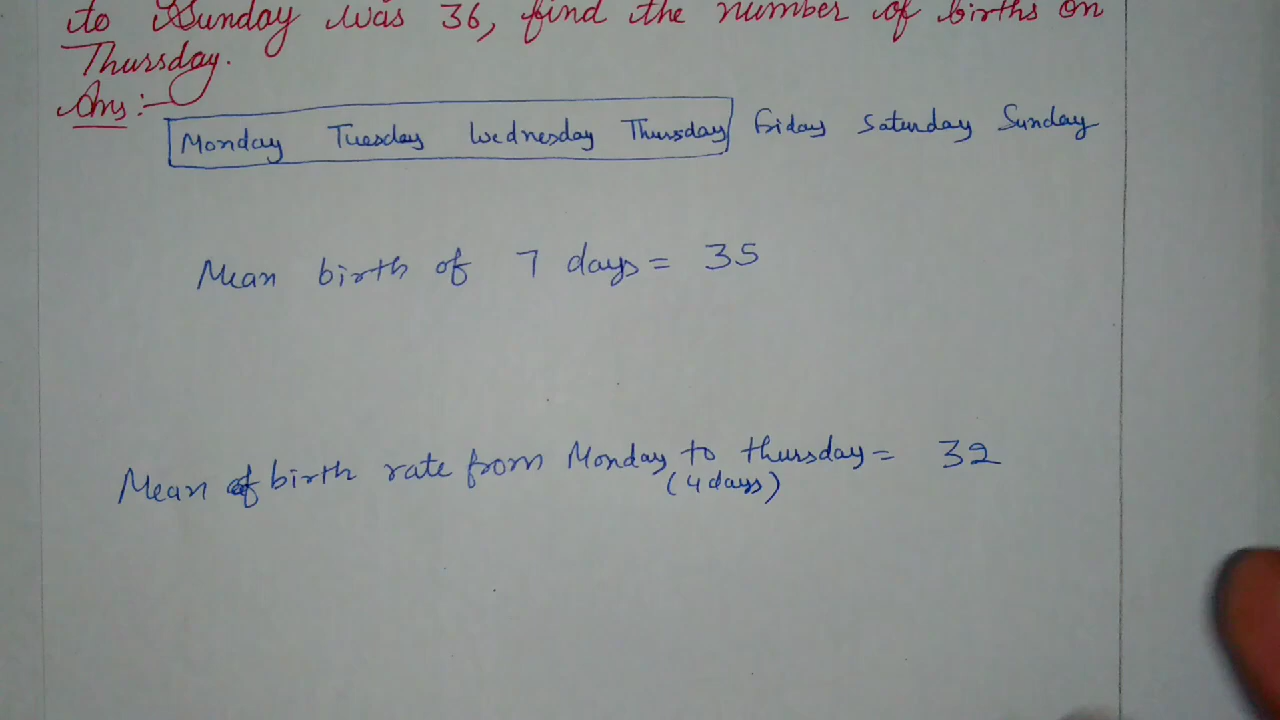 to Sunday was 36, find the number of births on
Thursday.
Ans:-
Monday Tuesday Wednesday Thursday Friday Saturday Sunday
Mean birth of 7 days = 35
Mean of birth rate from Monday to thursday = 32
(4 days)